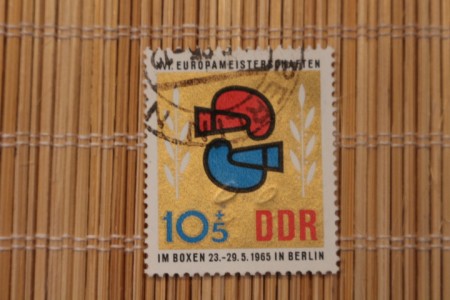 XVI. EUROPAMEISTERSCHAFTEN
10+5 DDR
IM BOXEN 23.-29.5.1965 IN BERLIN